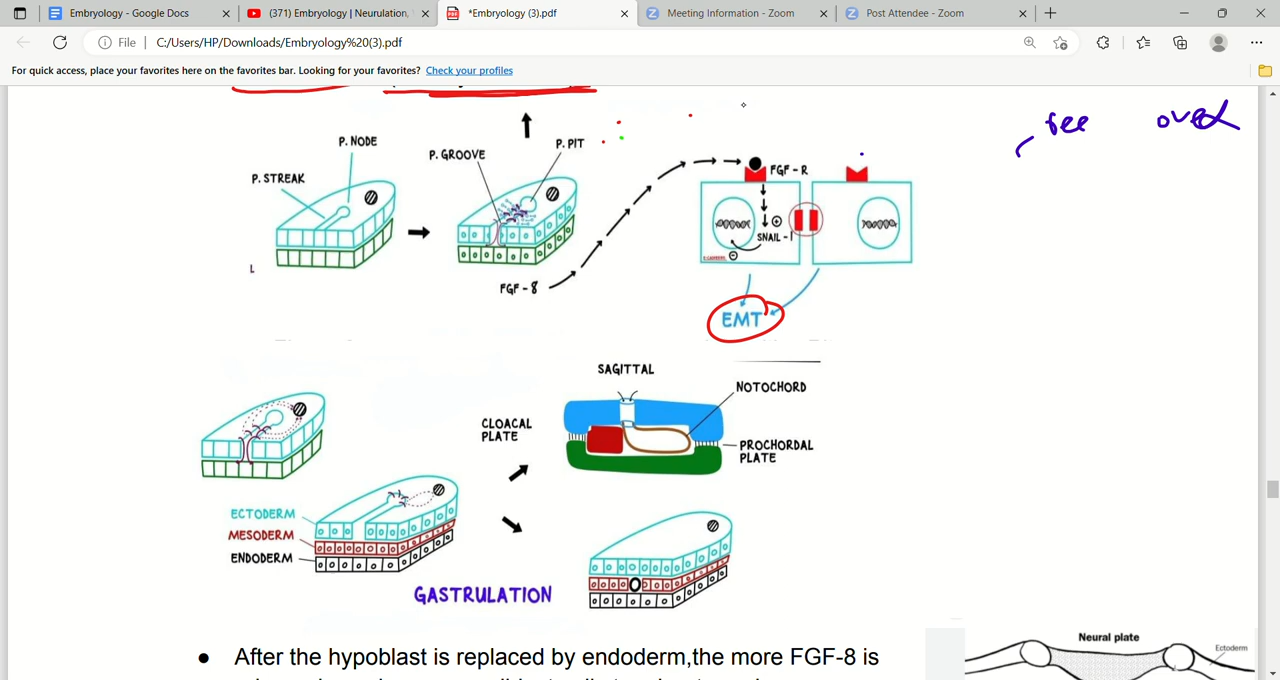 Embryology - Google Docs
(371) Embryology | Neurulation,
*Embryology (3).pdf
Meeting Information - Zoom
Post Attendee - Zoom
File
C:/Users/HP/Downloads/Embryology%20(3).pdf
For quick access, place your favorites here on the favorites bar. Looking for your favorites? Check your profiles
P. NODE
P. STREAK
P. GROOVE
P. PIT
FGF - R
SNAIL - 1
FGF - 8
EMT
SAGITTAL
NOTOCHORD
CLOACAL
PLATE
PROCHORDAL
PLATE
ECTODERM
MESODERM
ENDODERM
GASTRULATION
Neural plate
Ectoderm
● After the hypoblast is replaced by endoderm,the more FGF-8 is